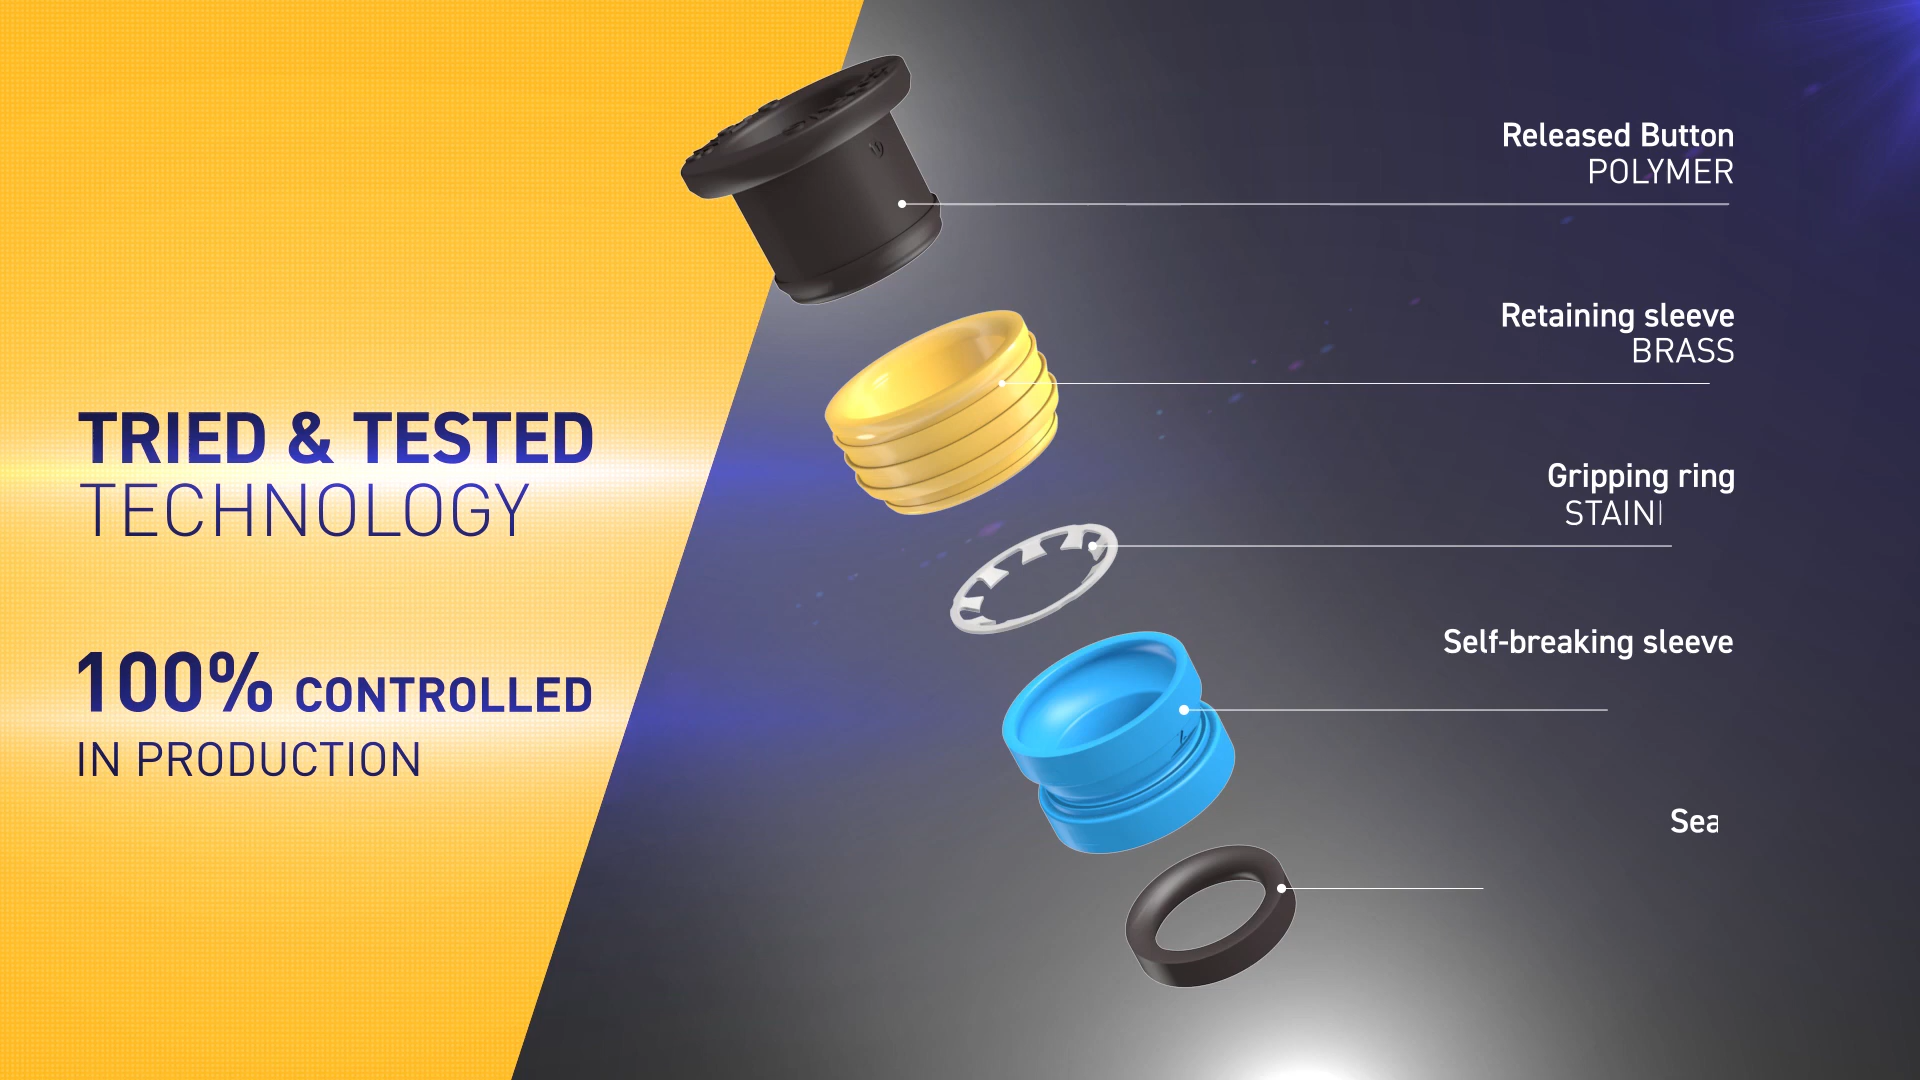 TRIED & TESTED
TECHNOLOGY
100% CONTROLLED
IN PRODUCTION
Released Button
POLYMER
Retaining sleeve
BRASS
Gripping ring
STAIN
Self-breaking sleeve
Sea